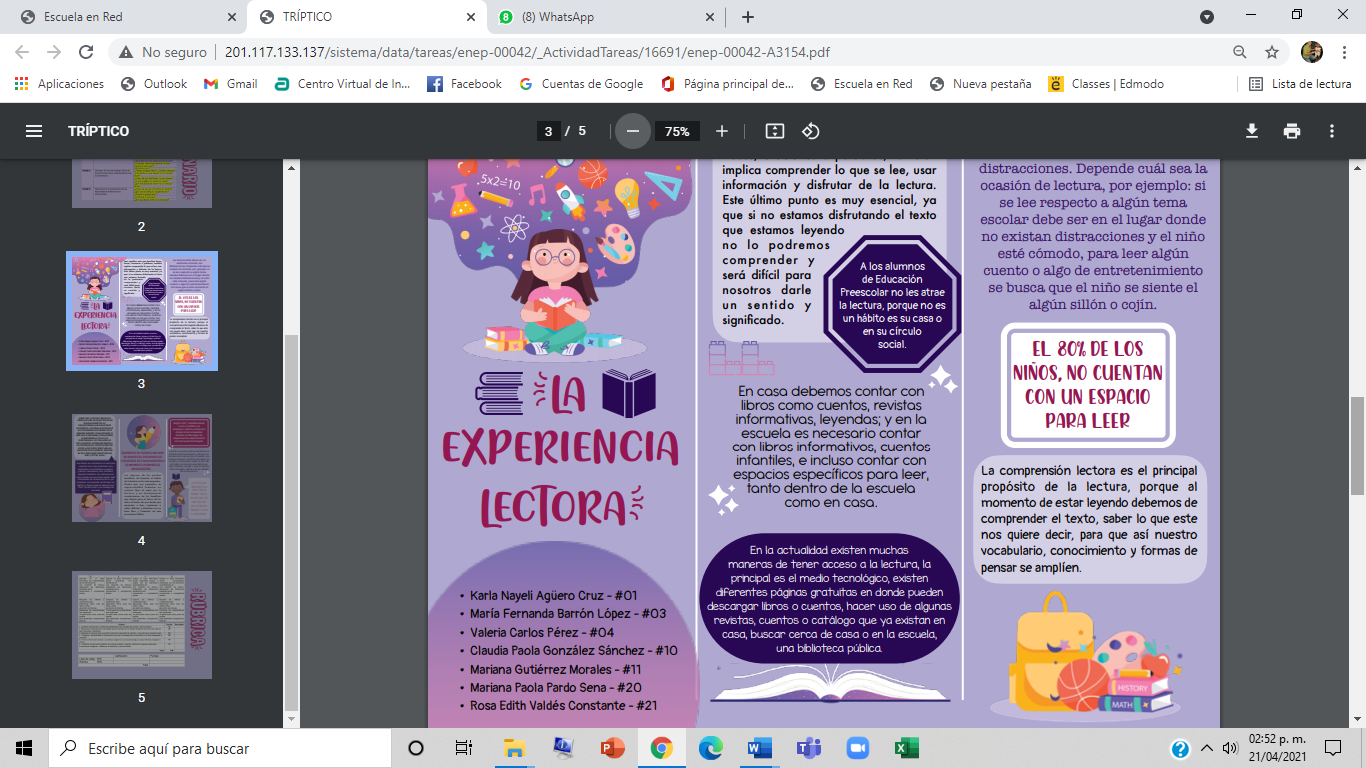 Escuela en Red
TRÍPTICO
(8) WhatsApp
No seguro
201.117.133.137/sistema/data/tareas/enep-00042/_ActividadTareas/16691/enep-00042-A3154.pdf
Aplicaciones
Outlook
Gmail
Centro Virtual de In...
Facebook
Cuentas de Google
Página principal de...
Escuela en Red
Nueva pestaña
Classes | Edmodo
Lista de lectura
TRÍPTICO
3 / 5
75%
2
3
4
5
5x2=10
LA
EXPERIENCIA
LECTORA
• Karla Nayeli Agüero Cruz - #01
• María Fernanda Barrón López - #03
• Valeria Carlos Pérez - #04
• Claudia Paola González Sánchez - #10
• Mariana Gutiérrez Morales - #11
• Mariana Paola Pardo Sena - #20
• Rosa Edith Valdés Constante - #21
implica comprender lo que se lee, usar
información y disfrutar de la lectura.
Este último punto es muy esencial, ya
que si no estamos disfrutando el texto
que estamos leyendo
no lo podremos
comprender y
será difícil para
nosotros darle
un sentido y
significado.
A los alumnos
de Educación
Preescolar no les atrae
la lectura, porque no es
un hábito es su casa o
en su círculo
social.
En casa debemos contar con
libros como cuentos, revistas
informativas, leyendas; y en la
escuela es necesario contar
con libros informativos, cuentos
infantiles, e incluso contar con
espacios específicos para leer,
tanto dentro de la escuela
como en casa.
En la actualidad existen muchas
maneras de tener acceso a la lectura, la
principal es el medio tecnológico, existen
diferentes páginas gratuitas en donde pueden
descargar libros o cuentos, hacer uso de algunas
revistas, cuentos o catálogo que ya existan en
casa, buscar cerca de casa o en la escuela,
una biblioteca pública.
distracciones. Depende cuál sea la
ocasión de lectura, por ejemplo: si
se lee respecto a algún tema
escolar debe ser en el lugar donde
no existan distracciones y el niño
esté cómodo, para leer algún
cuento o algo de entretenimiento
se busca que el niño se siente el
algún sillón o cojín.
EL 80% DE LOS
NIÑOS, NO CUENTAN
CON UN ESPACIO
PARA LEER
La comprensión lectora es el principal
propósito de la lectura, porque al
momento de estar leyendo debemos de
comprender el texto, saber lo que este
nos quiere decir, para que así nuestro
vocabulario, conocimiento y formas de
pensar se amplíen.
HISTORY
MATH
Escribe aquí para buscar
02:52 p. m.
21/04/2021